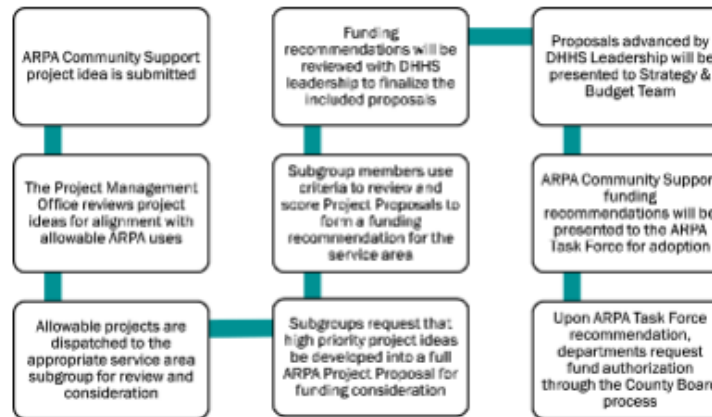 ARPA Community Support
project idea is submitted
The Project Management
Office reviews project
ideas for alignment with
allowable ARPA uses
Allowable projects are
dispatched to the
appropriate service area
subgroup for review and
consideration
Subgroups request that
high priority project ideas
be developed into a full
ARPA Project Proposal for
funding consideration
Subgroup members use
criteria to review and
score Project Proposals to
form a funding
recommendation for the
service area
Funding
recommendations will be
reviewed with DHHS
leadership to finalize the
included proposals
Proposals advanced by
DHHS Leadership will be
presented to Strategy &
Budget Team
ARPA Community Support
funding
recommendations will be
presented to the ARPA
Task Force for adoption
Upon ARPA Task Force
recommendation,
departments request
fund authorization
through the County Board
process